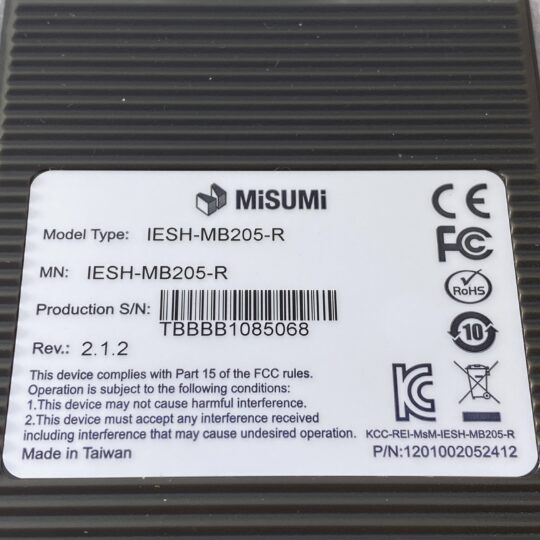 MiSUMi
Model Type: IESH-MB205-R
MN: IESH-MB205-R
Production S/N:
TBBBB1085068
Rev.: 2.1.2
CE
FC
RoHS
10
This device complies with Part 15 of the FCC rules.
Operation is subject to the following conditions:
1.This device may not cause harmful interference.
2.This device must accept any interference received
including interference that may cause undesired operation.
Made in Taiwan
KCC-REI-MsM-IESH-MB205-R
P/N:1201002052412